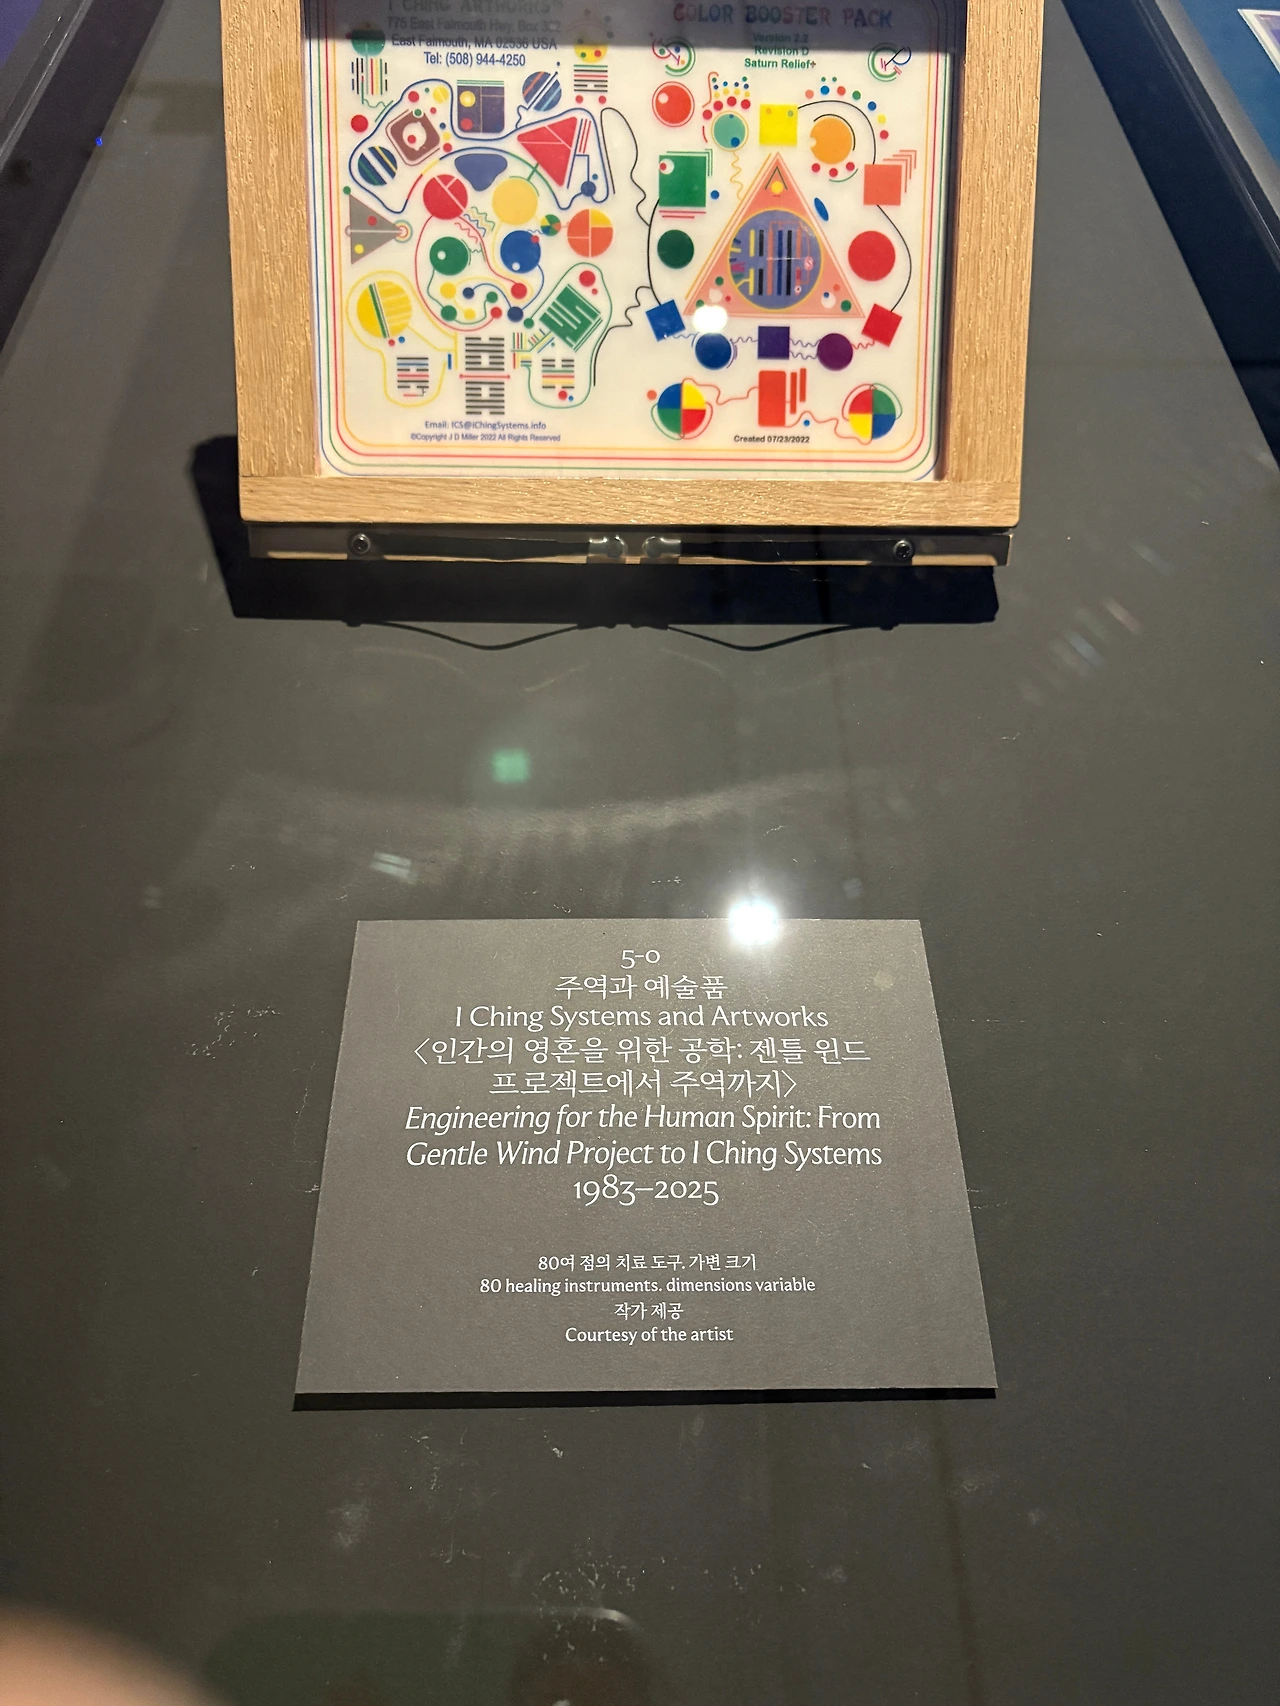 I CHING ARTWORKS®
775 East Falmouth Hwy, Box 3C2
East Falmouth, MA 02536 USA
Tel: (508) 944-4250
COLOR BOOSTER PACK
Version 2.2
Revision D
Saturn Relief+
Email: ICS@iChingSystems.info
©Copyright J D Miller 2022 All Rights Reserved
Created 07/23/2022
5-0
주역과 예술품
I Ching Systems and Artworks
〈인간의 영혼을 위한 공학: 젠틀 윈드
프로젝트에서 주역까지〉
Engineering for the Human Spirit: From
Gentle Wind Project to I Ching Systems
1983–2025
80여 점의 치료 도구. 가변 크기
80 healing instruments. dimensions variable
작가 제공
Courtesy of the artist